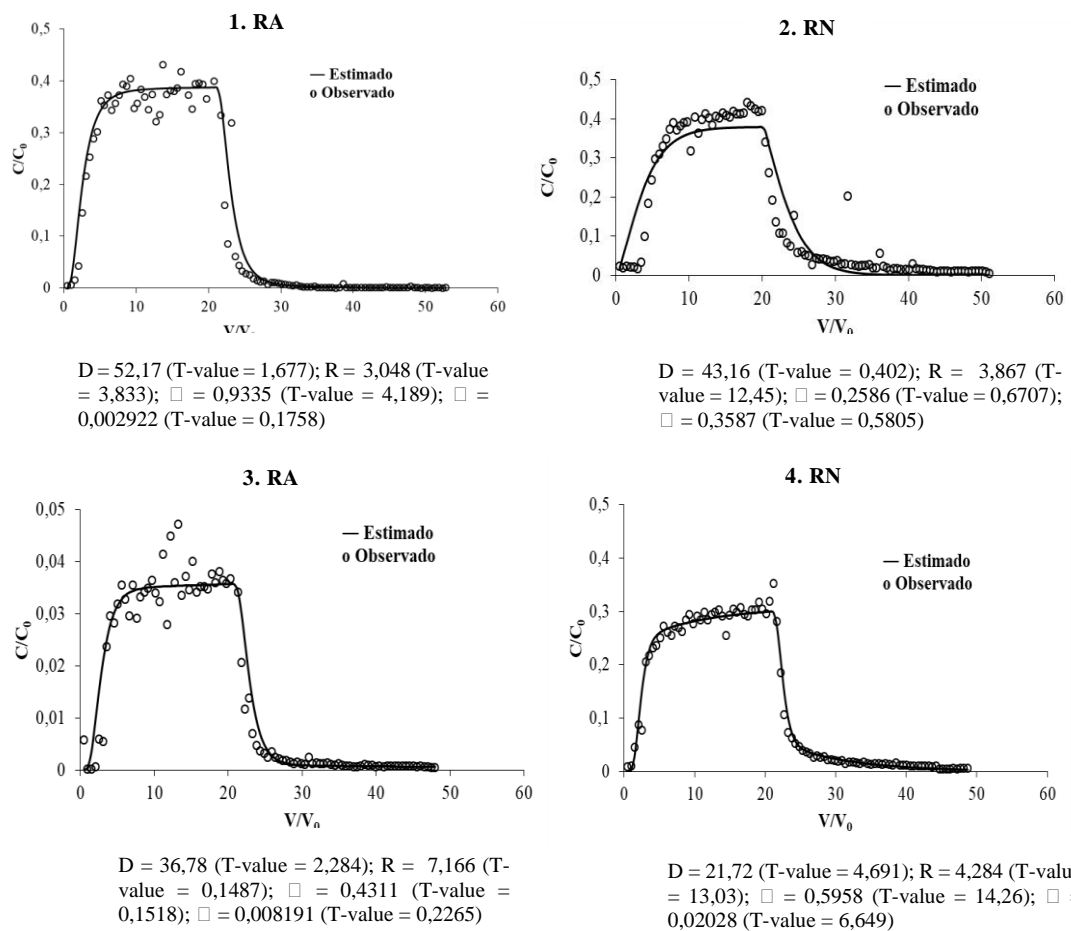 1. RA
0,5
0,4
0,3
0,2
0,1
0
C/C₀
0 10 20 30 40 50 60
— Estimado
o Observado
D = 52,17 (T-value = 1,677); R = 3,048 (T-value
= 3,833); □ = 0,9335 (T-value = 4,189); □ =
0,002922 (T-value = 0,1758)
2. RN
0,5
0,4
0,3
0,2
0,1
0
C/C₀
0 10 20 30 40 50 60
V/V₀
— Estimado
o Observado
D = 43,16 (T-value = 0,402); R = 3,867 (T-
value = 12,45); □ = 0,2586 (T-value = 0,6707);
□ = 0,3587 (T-value = 0,5805)
3. RA
0,05
0,04
0,03
0,02
0,01
0
C/C₀
0 10 20 30 40 50 60
V/V₀
— Estimado
o Observado
D = 36,78 (T-value = 2,284); R = 7,166 (T-
value = 0,1487); □ = 0,4311 (T-value =
0,1518); □ = 0,008191 (T-value = 0,2265)
4. RN
0,5
0,4
0,3
0,2
0,1
0
C/C₀
0 10 20 30 40 50 60
V/V₀
— Estimado
o Observado
D = 21,72 (T-value = 4,691); R = 4,284 (T-valu
= 13,03); □ = 0,5958 (T-value = 14,26); □
0,02028 (T-value = 6,649)